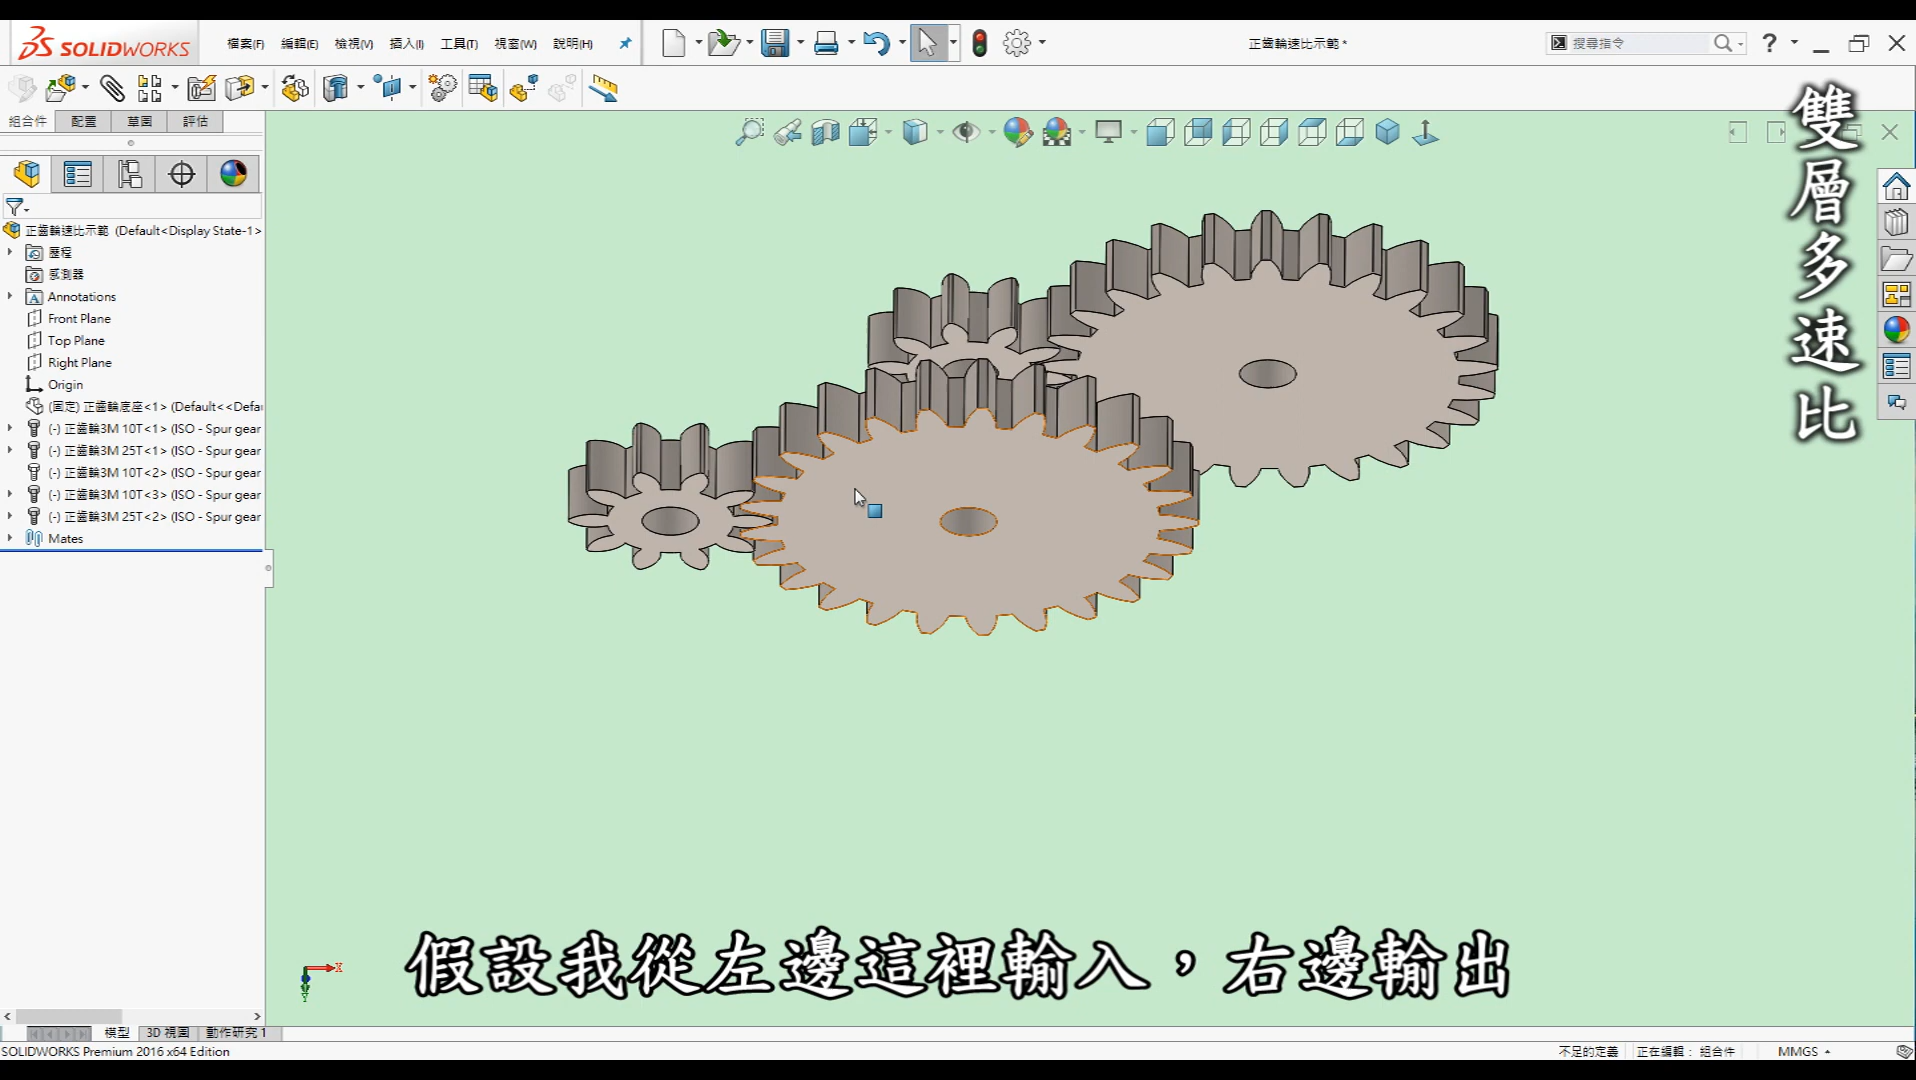 SOLIDWORKS
檔案(F) 編輯(E) 檢視(V) 插入(I) 工具(T) 視窗(W) 說明(H)
正齒輪速比示範 *
搜尋指令
?
組合件 配置 草圖 評估
正齒輪速比示範 (Default<Display State-1>
歷程
感測器
Annotations
Front Plane
Top Plane
Right Plane
Origin
(固定) 正齒輪底座<1> (Default<<Defau
(-) 正齒輪3M 10T<1> (ISO - Spur gear
(-) 正齒輪3M 25T<1> (ISO - Spur gear
(-) 正齒輪3M 10T<2> (ISO - Spur gear
(-) 正齒輪3M 10T<3> (ISO - Spur gear
(-) 正齒輪3M 25T<2> (ISO - Spur gear
Mates
雙層多速比
X
Y
假設我從左邊這裡輸入，右邊輸出
模型 3D 視圖 動作研究 1
SOLIDWORKS Premium 2016 x64 Edition
不足的定義 正在編輯： 組合件 MMGS